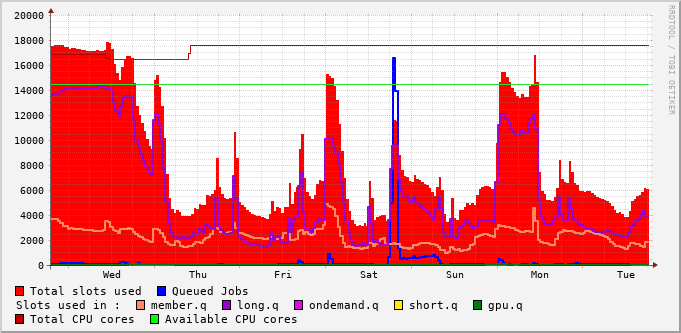 RRDTOOL / TOBI OETIKER
20000
18000
16000
14000
12000
10000
8000
6000
4000
2000
0
Wed Thu Fri Sat Sun Mon Tue
Total slots used Queued Jobs
Slots used in : member.q long.q ondemand.q short.q gpu.q
Total CPU cores Available CPU cores